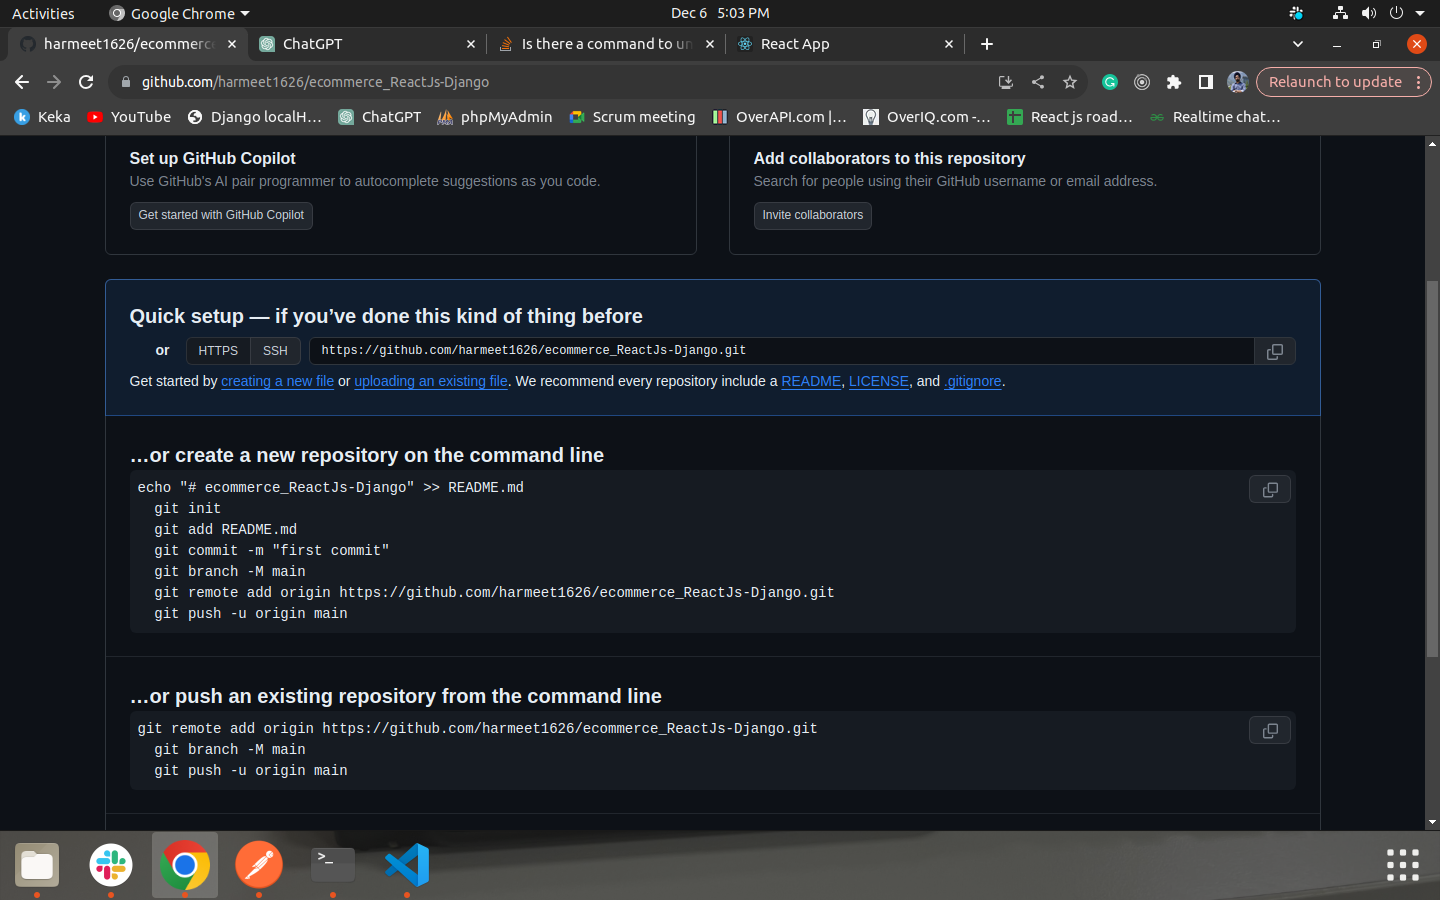 Activities
Google Chrome
Dec 6 5:03 PM
harmeet1626/ecommerce
ChatGPT
Is there a command to un
React App
github.com/harmeet1626/ecommerce_ReactJs-Django
Relaunch to update
Keka
YouTube
Django localH…
ChatGPT
phpMyAdmin
Scrum meeting
OverAPI.com |…
OverIQ.com -…
React js road…
Realtime chat…
Set up GitHub Copilot
Use GitHub's AI pair programmer to autocomplete suggestions as you code.
Get started with GitHub Copilot
Add collaborators to this repository
Search for people using their GitHub username or email address.
Invite collaborators
Quick setup — if you’ve done this kind of thing before
or HTTPS SSH https://github.com/harmeet1626/ecommerce_ReactJs-Django.git
Get started by creating a new file or uploading an existing file. We recommend every repository include a README, LICENSE, and .gitignore.
…or create a new repository on the command line
echo "# ecommerce_ReactJs-Django" >> README.md
git init
git add README.md
git commit -m "first commit"
git branch -M main
git remote add origin https://github.com/harmeet1626/ecommerce_ReactJs-Django.git
git push -u origin main
…or push an existing repository from the command line
git remote add origin https://github.com/harmeet1626/ecommerce_ReactJs-Django.git
git branch -M main
git push -u origin main